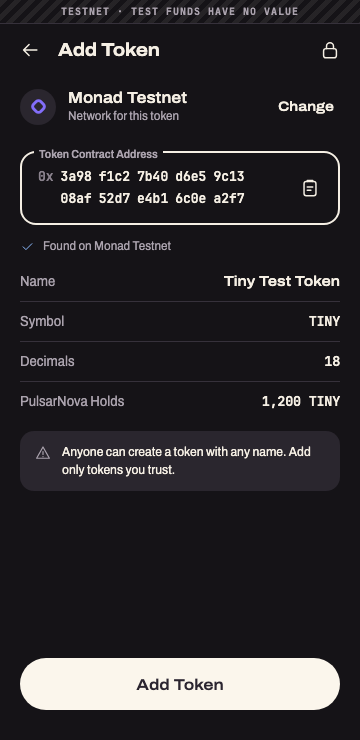 TESTNET · TEST FUNDS HAVE NO VALUE
Add Token
Monad Testnet
Network for this token
Change
Token Contract Address
0x 3a98 f1c2 7b40 d6e5 9c13
08af 52d7 e4b1 6c0e a2f7
Found on Monad Testnet
Name
Tiny Test Token
Symbol
TINY
Decimals
18
PulsarNova Holds
1,200 TINY
Anyone can create a token with any name. Add
only tokens you trust.
Add Token